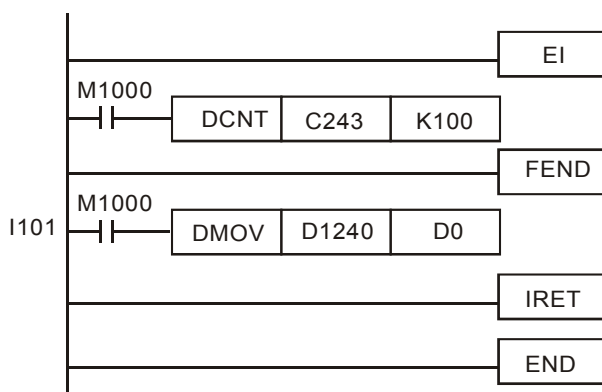 EI
M1000
DCNT C243 K100
FEND
M1000
I101 DMOV D1240 D0
IRET
END